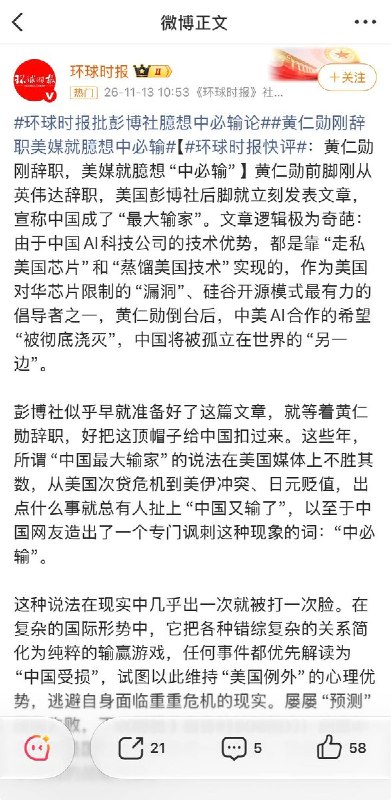 微博正文
环球时报
环球时报 II
+关注
热门 26-11-13 10:53 《环球时报》社...
#环球时报批彭博社臆想中必输论##黄仁勋刚辞
职美媒就臆想中必输#【#环球时报快评#：黄仁勋
刚辞职，美媒就臆想“中必输”】黄仁勋前脚刚从
英伟达辞职，美国彭博社后脚就立刻发表文章，
宣称中国成了“最大输家”。文章逻辑极为奇葩：
由于中国 AI 科技公司的技术优势，都是靠“走私
美国芯片”和“蒸馏美国技术”实现的，作为美国
对华芯片限制的“漏洞”、硅谷开源模式最有力的
倡导者之一，黄仁勋倒台后，中美 AI 合作的希望
“被彻底浇灭”，中国将被孤立在世界的“另一
边”。
彭博社似乎早就准备好了这篇文章，就等着黄仁
勋辞职，好把这顶帽子给中国扣过来。这些年，
所谓“中国最大输家”的说法在美国媒体上不胜其
数，从美国次贷危机到美伊冲突、日元贬值，出
点什么事就总有人扯上“中国又输了”，以至于中
国网友造出了一个专门讽刺这种现象的词：“中必
输”。
这种说法在现实中几乎出一次就被打一次脸。在
复杂的国际形势中，它把各种错综复杂的关系简
化为纯粹的输赢游戏，任何事件都优先解读为
“中国受损”，试图以此维持“美国例外”的心理优
势，逃避自身面临重重危机的现实。屡屡“预测”
21
5
58